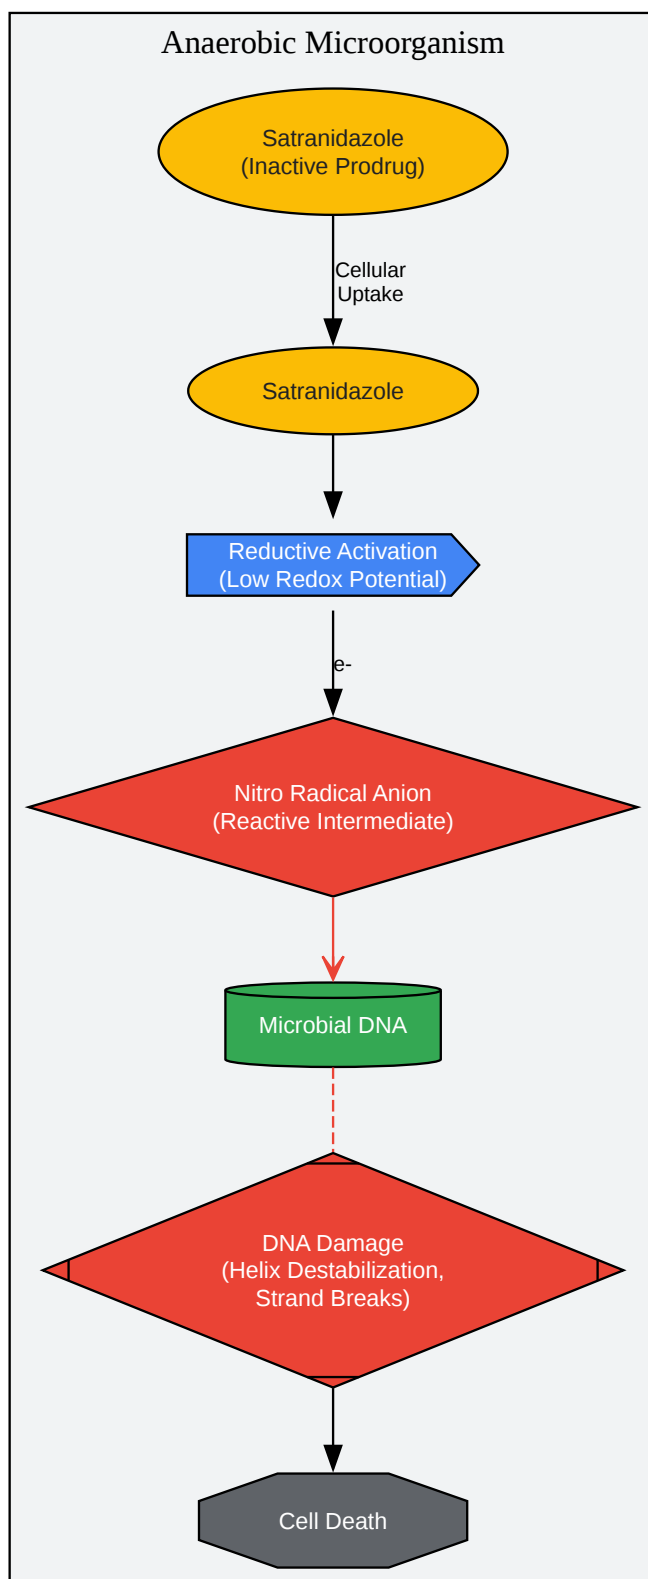 Anaerobic Microorganism
Satranidazole
(Inactive Prodrug)
Cellular
Uptake
Satranidazole
Reductive Activation
(Low Redox Potential)
e-
Nitro Radical Anion
(Reactive Intermediate)
Microbial DNA
DNA Damage
(Helix Destabilization,
Strand Breaks)
Cell Death